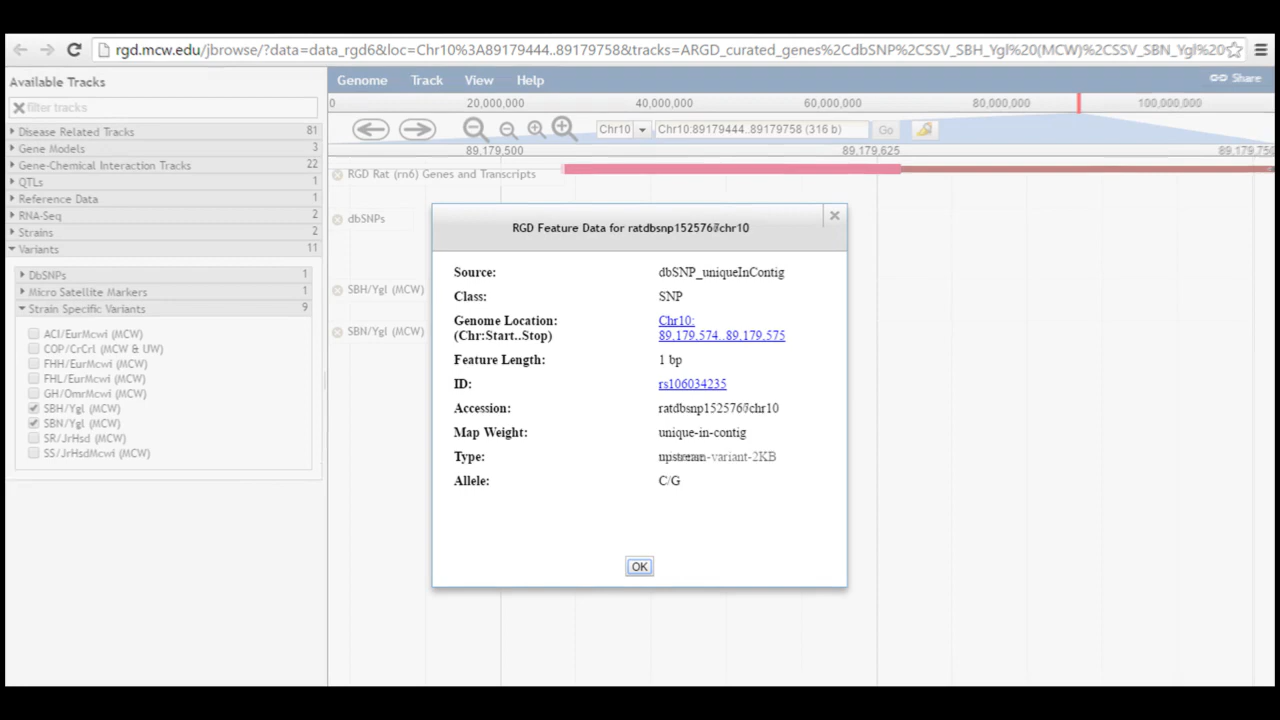 rgd.mcw.edu/jbrowse/?data=data_rgd6&loc=Chr10%3A89179444..89179758&tracks=ARGD_curated_genes%2CdbSNP%2CSSV_SBH_Ygl%20(MCW)%2CSSV_SBN_Ygl%20
Available Tracks
filter tracks
Disease Related Tracks 81
Gene Models 3
Gene-Chemical Interaction Tracks 22
QTLs 1
Reference Data 1
RNA-Seq 2
Strains 2
Variants 11
DbSNPs 1
Micro Satellite Markers 1
Strain Specific Variants 9
ACI/EurMcwi (MCW)
COP/CrCrl (MCW & UW)
FHH/EurMcwi (MCW)
FHL/EurMcwi (MCW)
GH/OmrMcwi (MCW)
SBH/Ygl (MCW)
SBN/Ygl (MCW)
SR/JrHsd (MCW)
SS/JrHsdMcwi (MCW)
Genome Track View Help Share
0 20,000,000 40,000,000 60,000,000 80,000,000 100,000,000
Chr10 Chr10:89179444..89179758 (316 b) Go
89,179,500 89,179,625 89,179,750
RGD Rat (rn6) Genes and Transcripts
dbSNPs
SBH/Ygl (MCW)
SBN/Ygl (MCW)
RGD Feature Data for
Source: dbSNP_uniqueInContig
Class: SNP
Genome Location: Chr10:
(Chr:Start..Stop) 89,179,574..89,179,575
Feature Length: 1 bp
ID: rs106034235
Accession:
Map Weight: unique-in-contig
Type: upstream-variant-2KB
Allele: C/G
OK